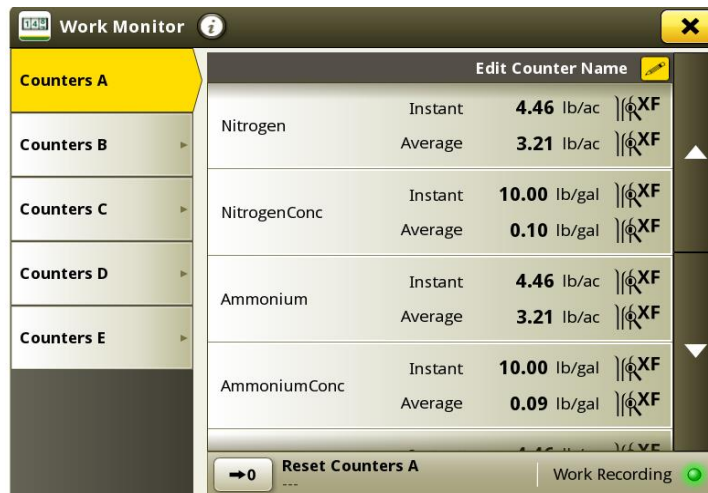 Work Monitor i
Counters A
Counters B
Counters C
Counters D
Counters E
Edit Counter Name
Nitrogen
Instant 4.46 lb/ac XF
Average 3.21 lb/ac XF
NitrogenConc
Instant 10.00 lb/gal XF
Average 0.10 lb/gal XF
Ammonium
Instant 4.46 lb/ac XF
Average 3.21 lb/ac XF
AmmoniumConc
Instant 10.00 lb/gal XF
Average 0.09 lb/gal XF
→0 Reset Counters A
---
Work Recording